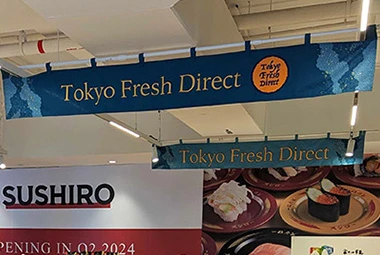 Tokyo Fresh Direct
Tokyo
Fresh
Direct
Tokyo Fresh Direct
SUSHIRO
PENING IN Q2 2024